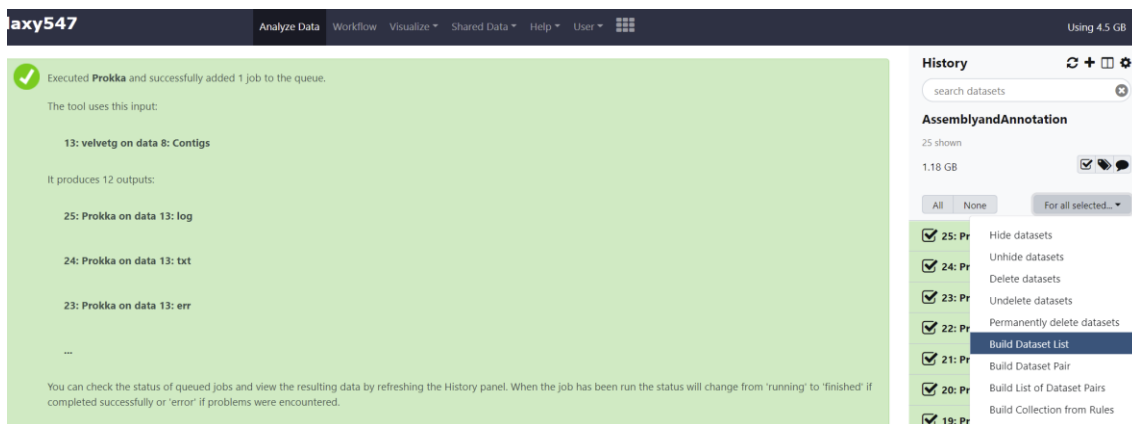 laxy547
Analyze Data Workflow Visualize Shared Data Help User
Using 4.5 GB
Executed Prokka and successfully added 1 job to the queue.
The tool uses this input:
13: velvetg on data 8: Contigs
It produces 12 outputs:
25: Prokka on data 13: log
24: Prokka on data 13: txt
23: Prokka on data 13: err
...
You can check the status of queued jobs and view the resulting data by refreshing the History panel. When the job has been run the status will change from 'running' to 'finished' if
completed successfully or 'error' if problems were encountered.
History
search datasets
AssemblyandAnnotation
25 shown
1.18 GB
All None For all selected...
25: Pr
24: Pr
23: Pr
22: Pr
21: Pr
20: Pr
19: Pr
Hide datasets
Unhide datasets
Delete datasets
Undelete datasets
Permanently delete datasets
Build Dataset List
Build Dataset Pair
Build List of Dataset Pairs
Build Collection from Rules